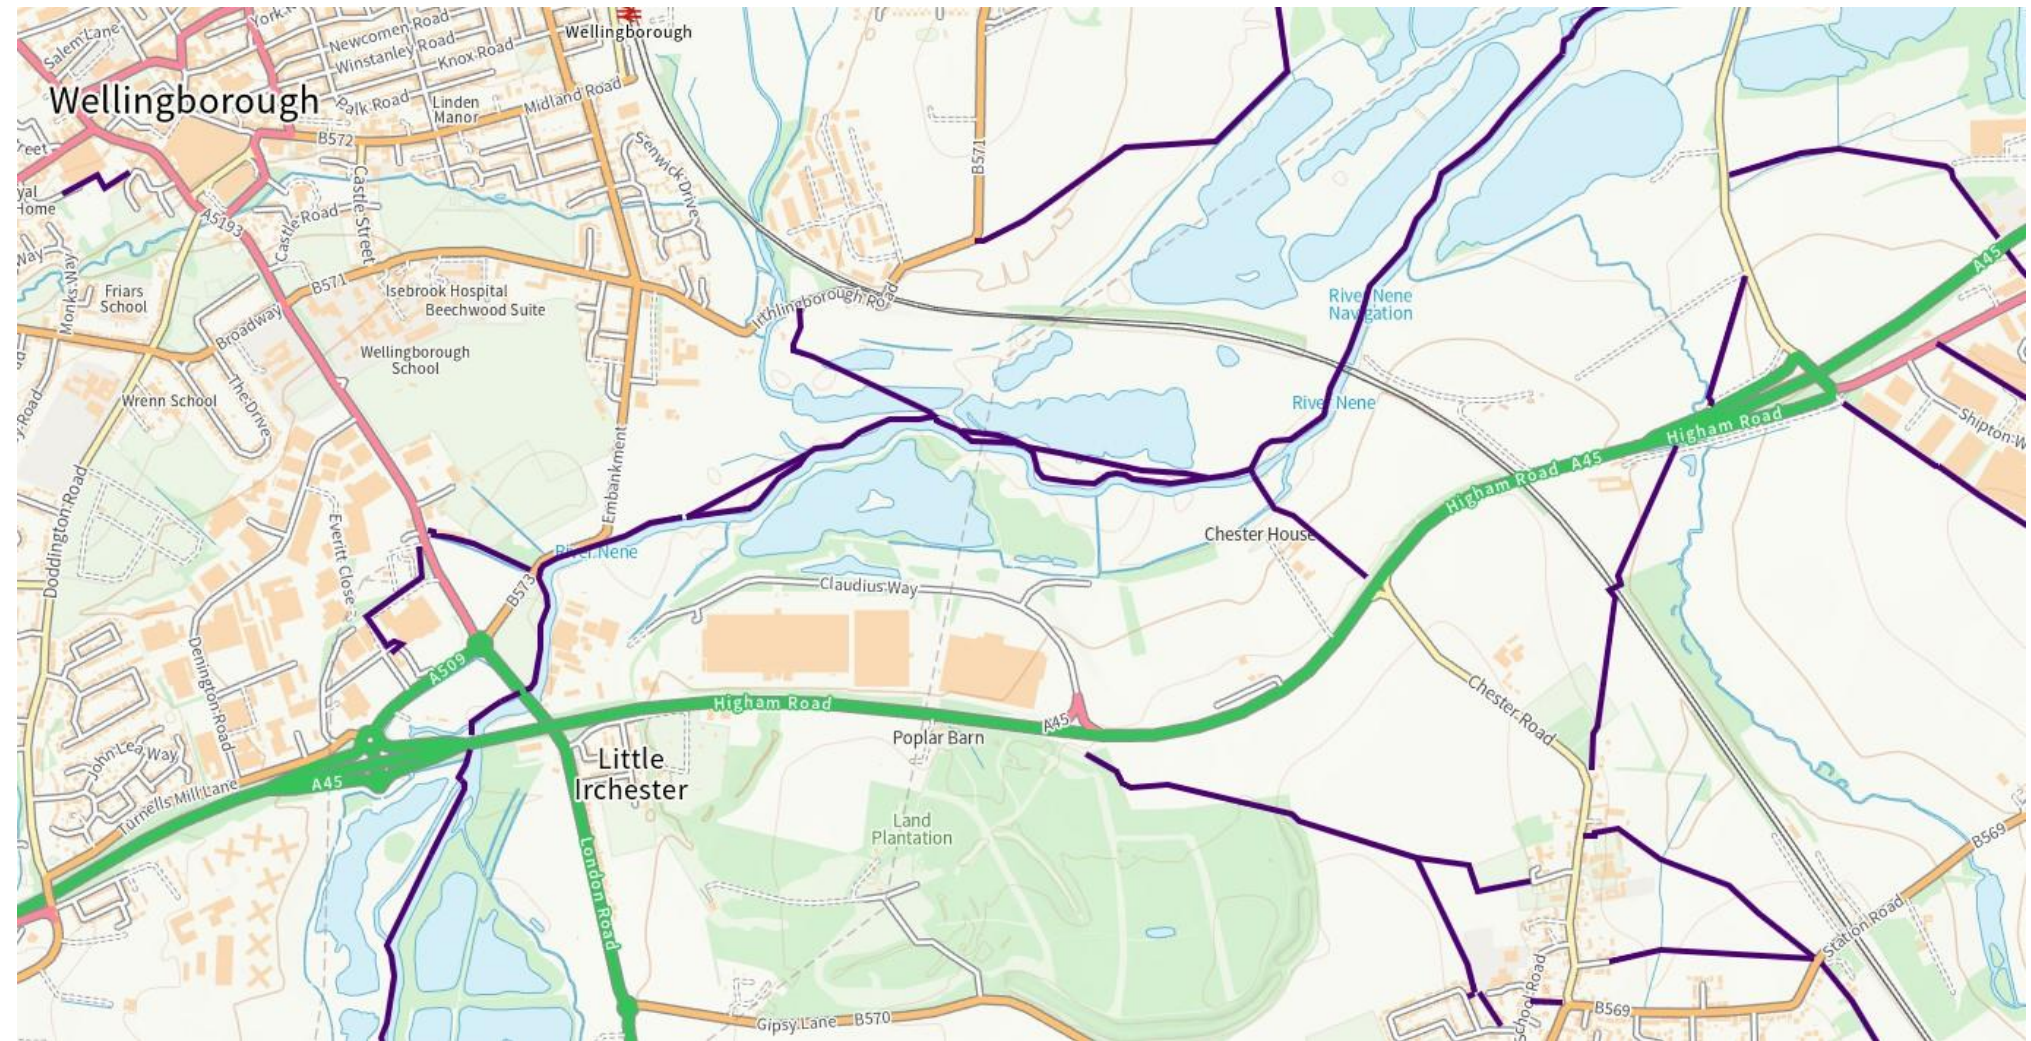 York
Salem Lane
Newcomen Road
Winstanley Road
Knox Road
Wellingborough
Wellingborough
Palk Road
Linden
Manor
Midland Road
B572
Senwick Drive
B571
Castle Street
Home
A5193
Castle Road
Way
Monks Way
Friars
School
B571
Isebrook Hospital
Beechwood Suite
Irthlingborough Road
River Nene
Navigation
A45
Broadway
Wellingborough
School
The Drive
Wrenn School
River Nene
Higham Road
Shipton W
Road
Embankment
Higham Road A45
Doddington Road
Everitt Close
River Nene
Chester House
B573
Claudius Way
Denington Road
A509
Chester Road
Higham Road
A45
Poplar Barn
John Lea Way
Little
Irchester
A45
Turnells Mill Lane
Land
Plantation
London Road
B569
Station Road
School Road
Gipsy Lane B570
B569